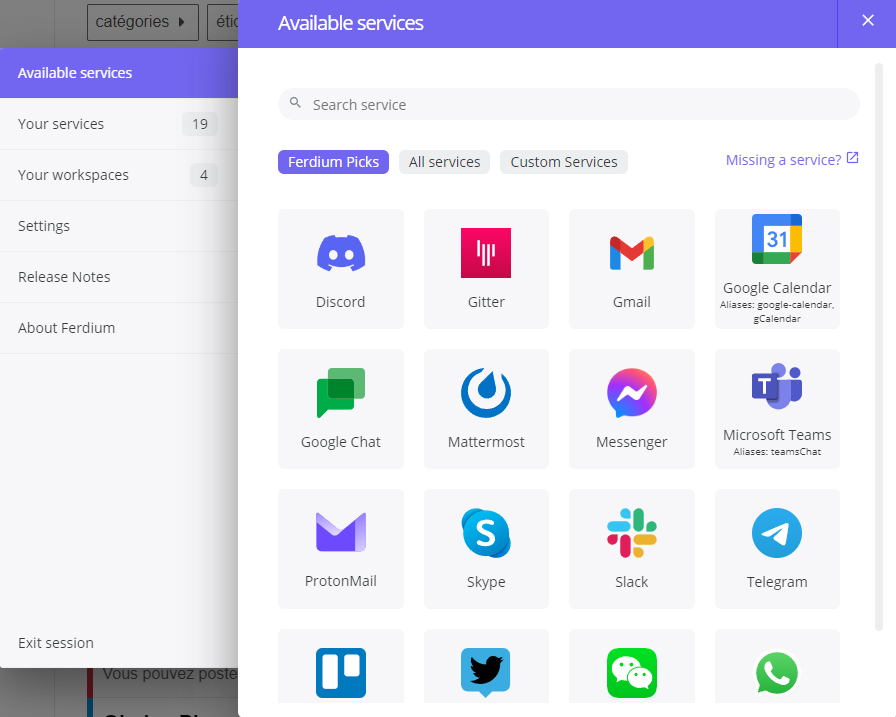 catégories
étic
Available services
Available services
Your services 19
Your workspaces 4
Settings
Release Notes
About Ferdium
Exit session
Search service
Ferdium Picks All services Custom Services Missing a service?
Discord Gitter Gmail 31 Google Calendar
Aliases: google-calendar,
gCalendar
Google Chat Mattermost Messenger T Microsoft Teams
Aliases: teamsChat
ProtonMail S Skype Slack Telegram
Vous pouvez poste